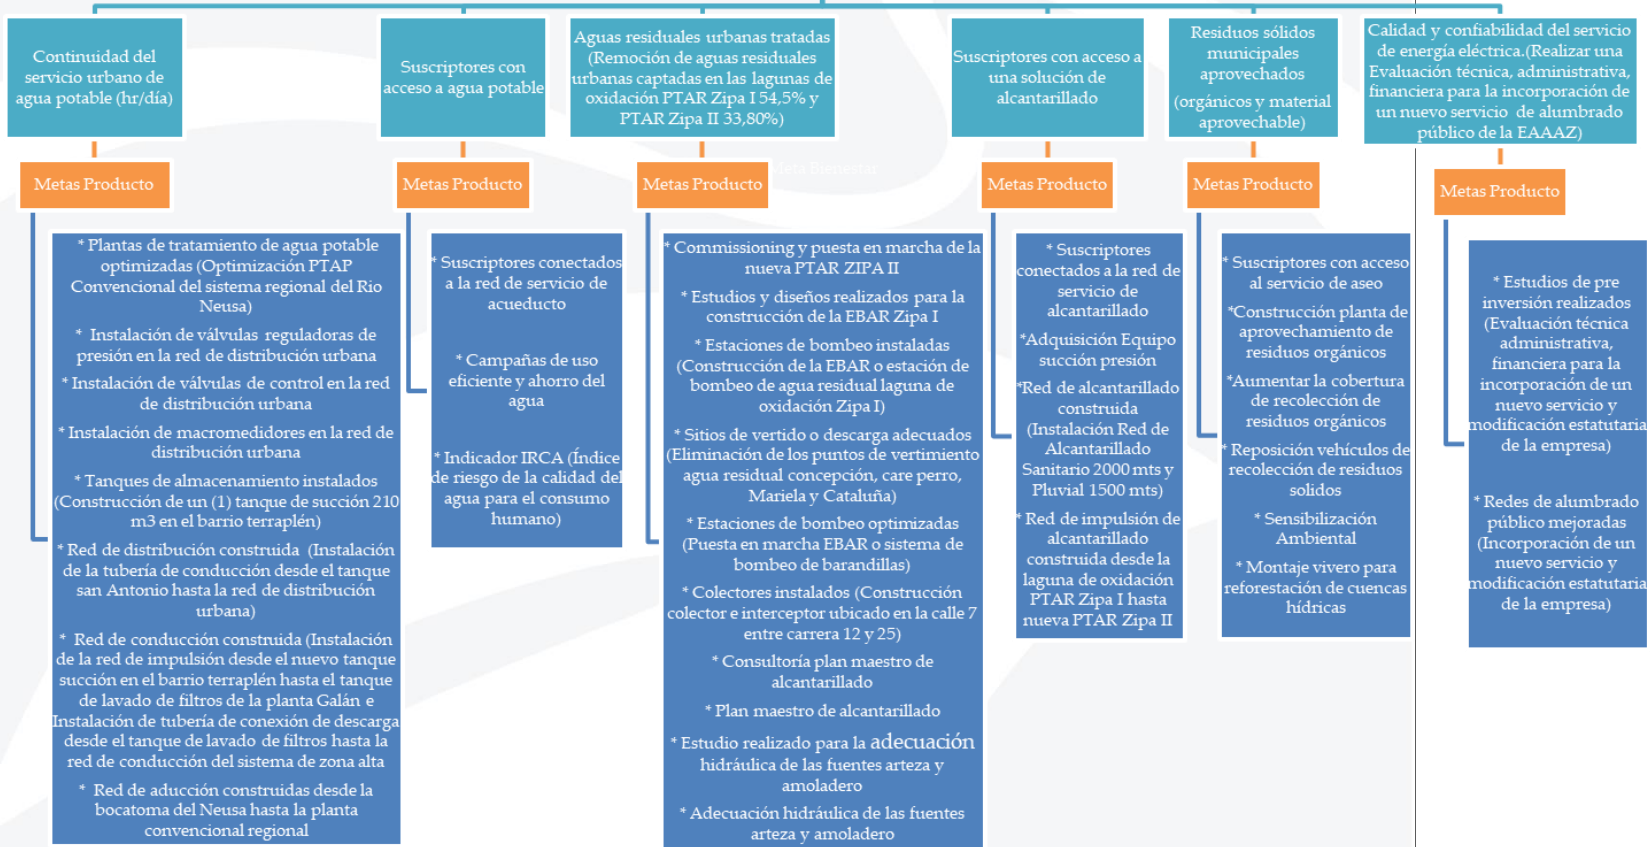 Continuidad del
servicio urbano de
agua potable (hr/día)
Suscriptores con
acceso a agua potable
Aguas residuales urbanas tratadas
(Remoción de aguas residuales
urbanas captadas en las lagunas de
oxidación PTAR Zipa I 54,5% y
PTAR Zipa II 33,80%)
Suscriptores con acceso a
una solución de
alcantarillado
Residuos sólidos
municipales
aprovechados
(orgánicos y material
aprovechable)
Calidad y confiabilidad del servicio
de energía eléctrica.(Realizar una
Evaluación técnica, administrativa,
financiera para la incorporación de
un nuevo servicio de alumbrado
público de la EAAAZ)
Meta Bienestar
Metas Producto
Metas Producto
Metas Producto
Metas Producto
Metas Producto
Metas Producto
* Plantas de tratamiento de agua potable
optimizadas (Optimización PTAP
Convencional del sistema regional del Rio
Neusa)
* Instalación de válvulas reguladoras de
presión en la red de distribución urbana
* Instalación de válvulas de control en la red
de distribución urbana
* Instalación de macromedidores en la red de
distribución urbana
* Tanques de almacenamiento instalados
(Construcción de un (1) tanque de succión 210
m3 en el barrio terraplén)
* Red de distribución construida (Instalación
de la tubería de conducción desde el tanque
san Antonio hasta la red de distribución
urbana)
* Red de conducción construida (Instalación
de la red de impulsión desde el nuevo tanque
succión en el barrio terraplén hasta el tanque
de lavado de filtros de la planta Galán e
Instalación de tubería de conexión de descarga
desde el tanque de lavado de filtros hasta la
red de conducción del sistema de zona alta
* Red de aducción construidas desde la
bocatoma del Neusa hasta la planta
convencional regional
* Suscriptores conectados
a la red de servicio de
acueducto
* Campañas de uso
eficiente y ahorro del
agua
* Indicador IRCA (Índice
de riesgo de la calidad del
agua para el consumo
humano)
* Commissioning y puesta en marcha de la
nueva PTAR ZIPA II
* Estudios y diseños realizados para la
construcción de la EBAR Zipa I
* Estaciones de bombeo instaladas
(Construcción de la EBAR o estación de
bombeo de agua residual laguna de
oxidación Zipa I)
* Sitios de vertido o descarga adecuados
(Eliminación de los puntos de vertimiento
agua residual concepción, care perro,
Mariela y Cataluña)
* Estaciones de bombeo optimizadas
(Puesta en marcha EBAR o sistema de
bombeo de barandillas)
* Colectores instalados (Construcción
colector e interceptor ubicado en la calle 7
entre carrera 12 y 25)
* Consultoría plan maestro de
alcantarillado
* Plan maestro de alcantarillado
* Estudio realizado para la adecuación
hidráulica de las fuentes arteza y
amoladero
* Adecuación hidráulica de las fuentes
arteza y amoladero
* Suscriptores
conectados a la red de
servicio de
alcantarillado
*Adquisición Equipo
succión presión
*Red de alcantarillado
construida
(Instalación Red de
Alcantarillado
Sanitario 2000 mts y
Pluvial 1500 mts)
* Red de impulsión de
alcantarillado
construida desde la
laguna de oxidación
PTAR Zipa I hasta
nueva PTAR Zipa II
* Suscriptores con acceso
al servicio de aseo
*Construcción planta de
aprovechamiento de
residuos orgánicos
*Aumentar la cobertura
de recolección de
residuos orgánicos
* Reposición vehículos de
recolección de residuos
solidos
* Sensibilización
Ambiental
* Montaje vivero para
reforestación de cuencas
hídricas
* Estudios de pre
inversión realizados
(Evaluación técnica
administrativa,
financiera para la
incorporación de un
nuevo servicio y
modificación estatutaria
de la empresa)
* Redes de alumbrado
público mejoradas
(Incorporación de un
nuevo servicio y
modificación estatutaria
de la empresa)